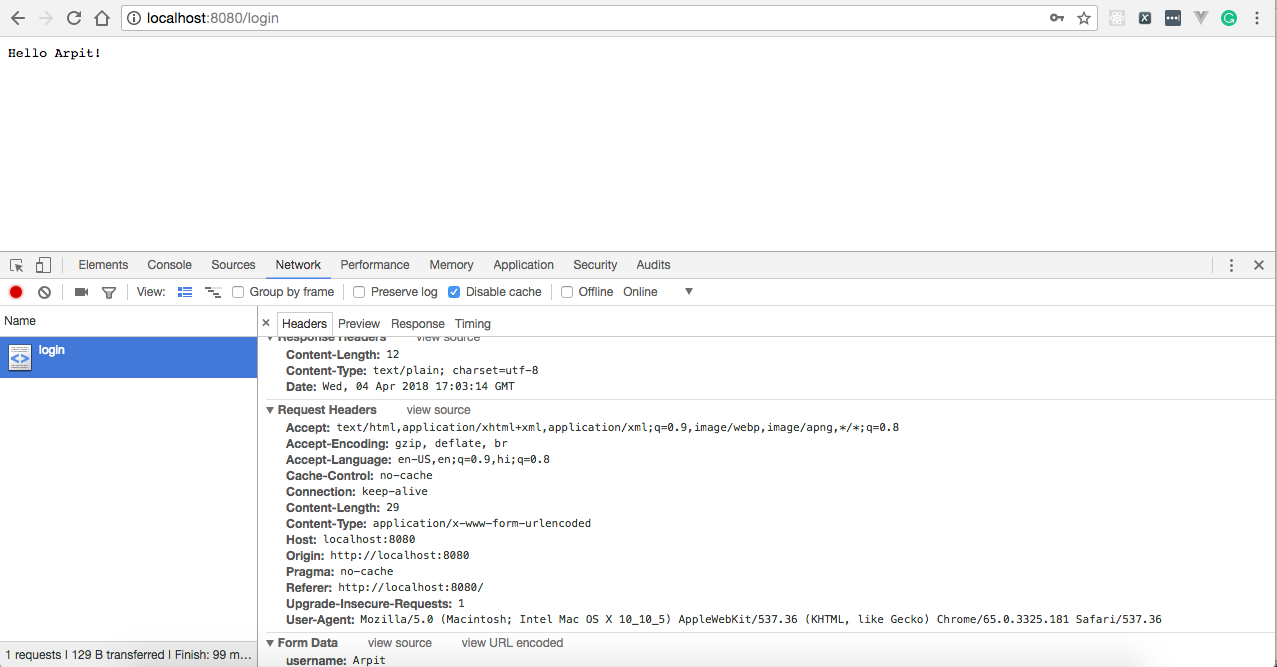 localhost:8080/login
Hello Arpit!
Elements Console Sources Network Performance Memory Application Security Audits
View: Group by frame Preserve log Disable cache Offline Online
Name
Headers Preview Response Timing
login
Response Headers view source
Content-Length: 12
Content-Type: text/plain; charset=utf-8
Date: Wed, 04 Apr 2018 17:03:14 GMT
Request Headers view source
Accept: text/html,application/xhtml+xml,application/xml;q=0.9,image/webp,image/apng,*/*;q=0.8
Accept-Encoding: gzip, deflate, br
Accept-Language: en-US,en;q=0.9,hi;q=0.8
Cache-Control: no-cache
Connection: keep-alive
Content-Length: 29
Content-Type: application/x-www-form-urlencoded
Host: localhost:8080
Origin: http://localhost:8080
Pragma: no-cache
Referer: http://localhost:8080/
Upgrade-Insecure-Requests: 1
User-Agent: Mozilla/5.0 (Macintosh; Intel Mac OS X 10_10_5) AppleWebKit/537.36 (KHTML, like Gecko) Chrome/65.0.3325.181 Safari/537.36
Form Data view source view URL encoded
username: Arpit
1 requests | 129 B transferred | Finish: 99 m...